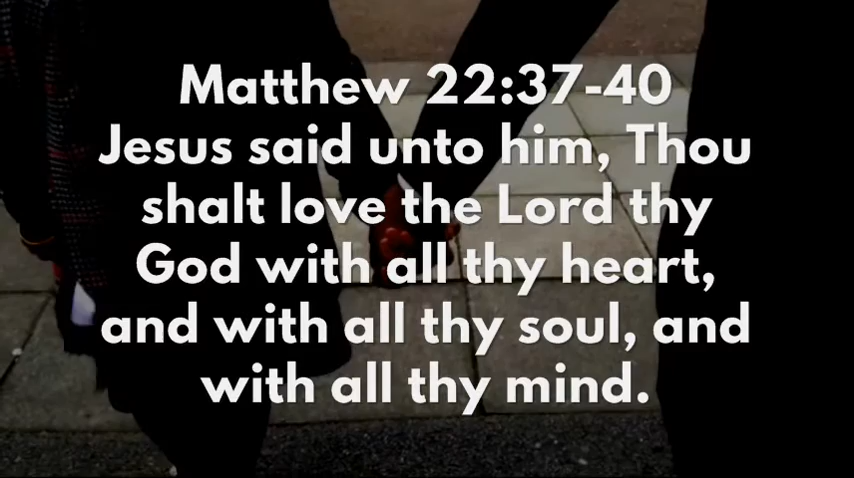 Matthew 22:37-40
Jesus said unto him, Thou
shalt love the Lord thy
God with all thy heart,
and with all thy soul, and
with all thy mind.